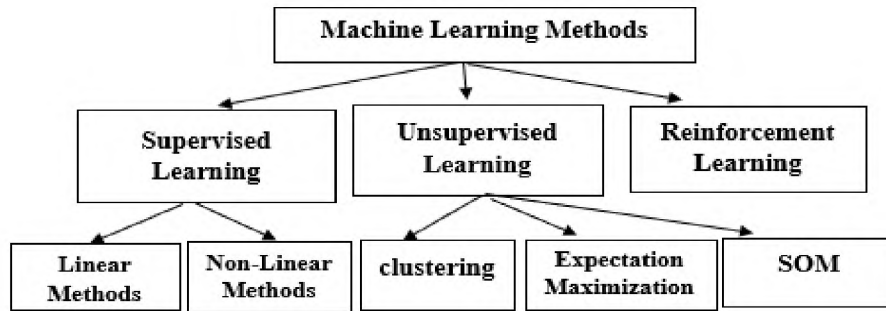 Machine Learning Methods
Supervised
Learning
Unsupervised
Learning
Reinforcement
Learning
Linear
Methods
Non-Linear
Methods
clustering
Expectation
Maximization
SOM